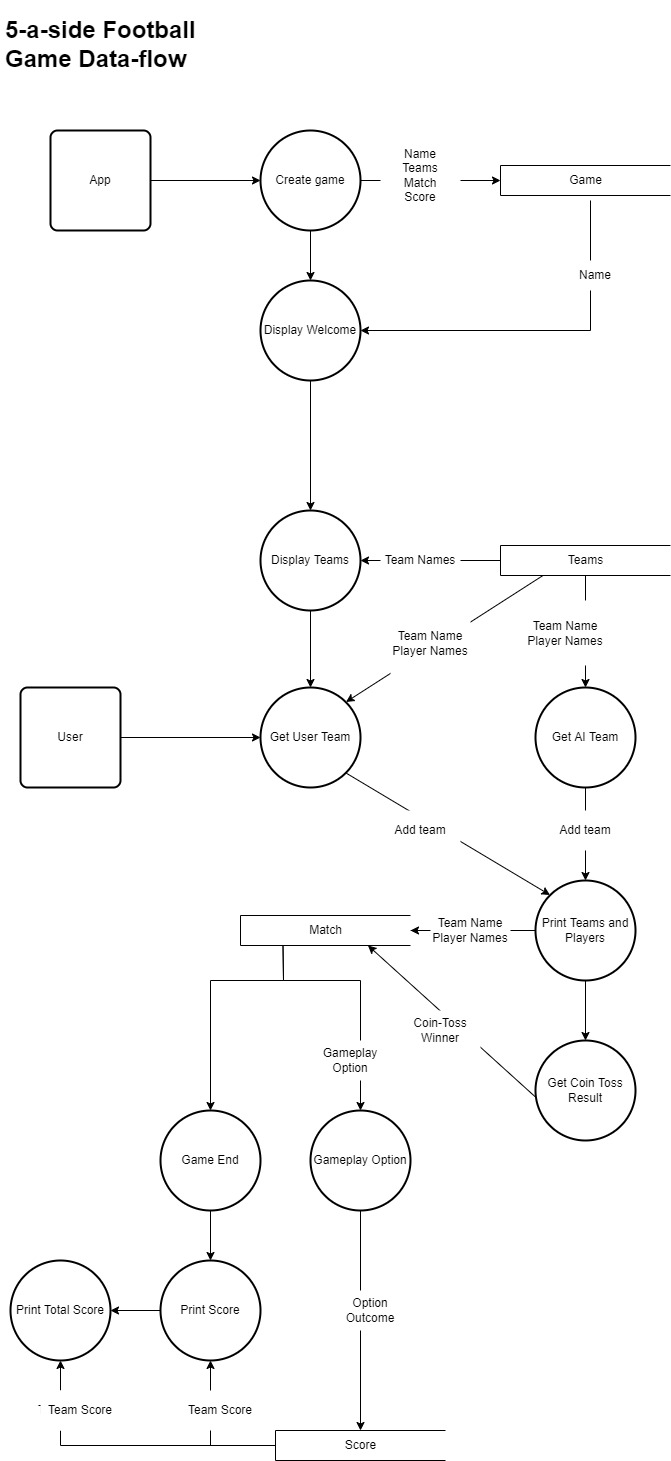 5-a-side Football
Game Data-flow
App
Create game
Name
Teams
Match
Score
Game
Name
Display Welcome
Display Teams
Team Names
Teams
Team Name
Player Names
Team Name
Player Names
User
Get User Team
Get AI Team
Add team
Add team
Match
Team Name
Player Names
Print Teams and
Players
Coin-Toss
Winner
Gameplay
Option
Get Coin Toss
Result
Game End
Gameplay Option
Print Total Score
Print Score
Option
Outcome
Team Score
Team Score
Score